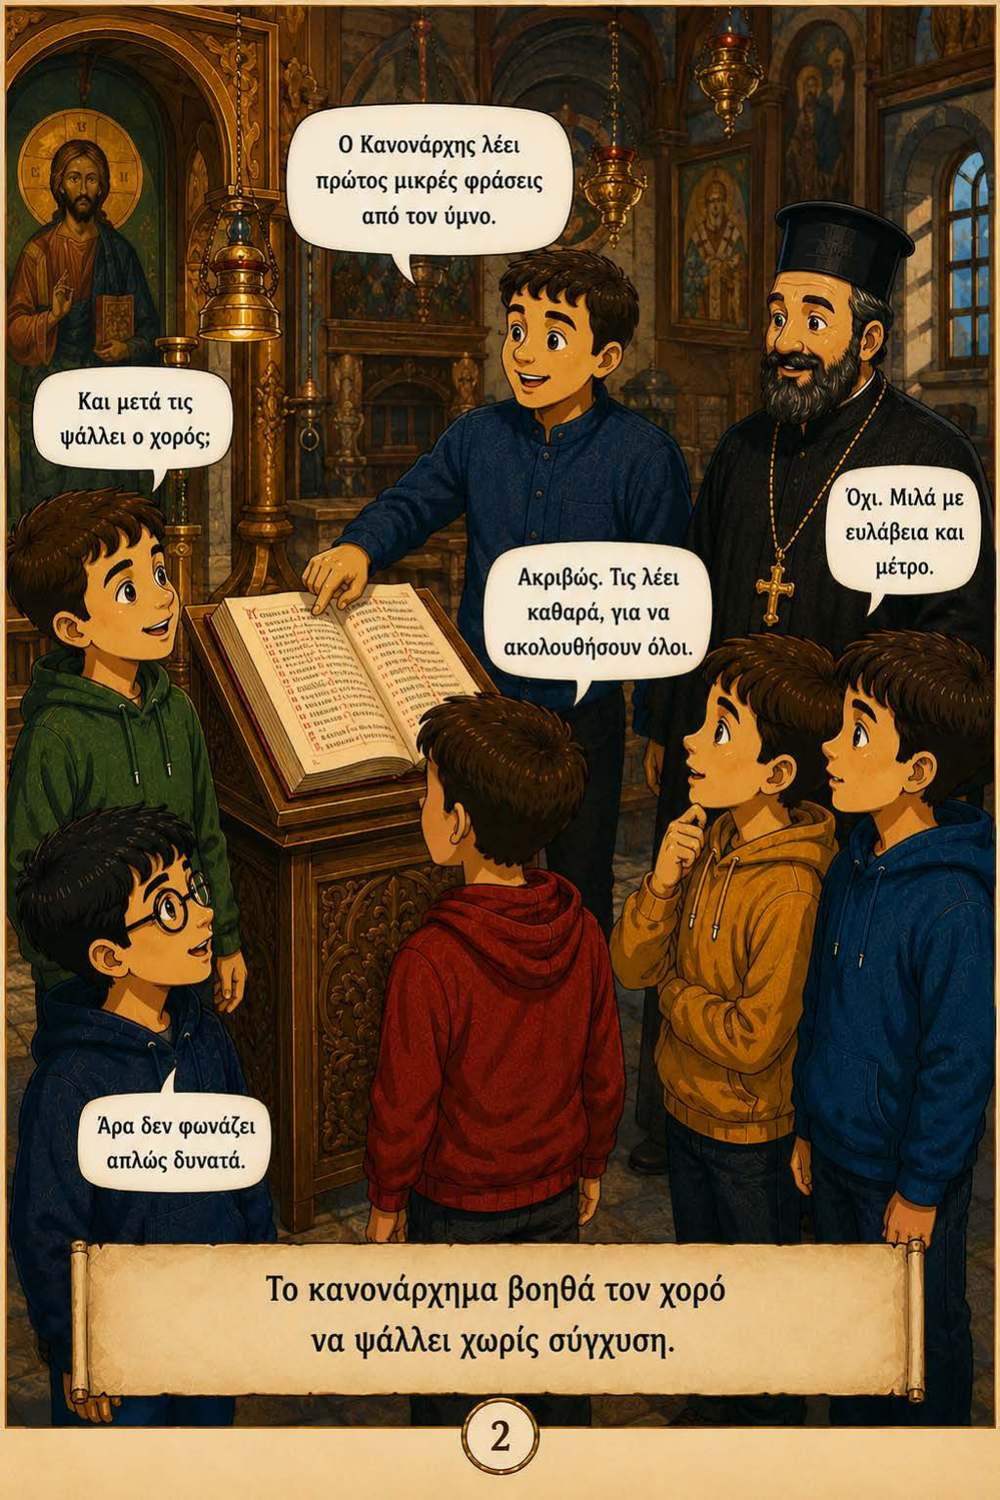 Ο Κανονάρχης λέει
πρώτος μικρές φράσεις
από τον ύμνο.
Και μετά τις
ψάλλει ο χορός;
Ακριβώς. Τις λέει
καθαρά, για να
ακολουθήσουν όλοι.
Άρα δεν φωνάζει
απλώς δυνατά.
Όχι. Μιλά με
ευλάβεια και
μέτρο.
Το κανονάρχημα βοηθά τον χορό
να ψάλλει χωρίς σύγχυση.
2